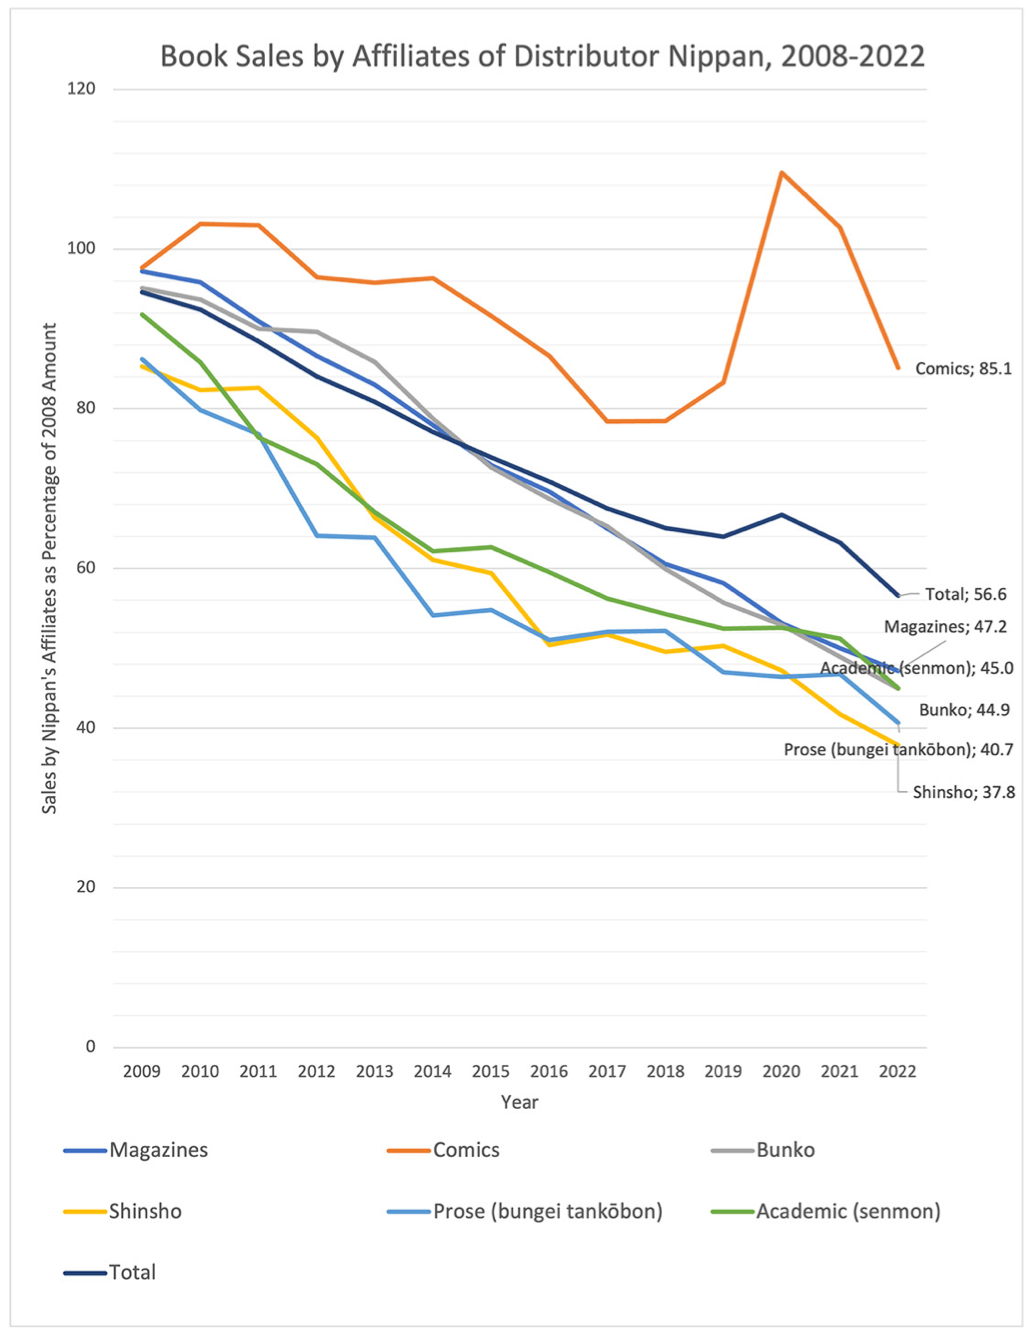 Book Sales by Affiliates of Distributor Nippan, 2008-2022
Sales by Nippan's Affiliates as Percentage of 2008 Amount
120
100
80
60
40
20
0
Comics; 85.1
Total; 56.6
Magazines; 47.2
Academic (senmon); 45.0
Bunko; 44.9
Prose (bungei tankōbon); 40.7
Shinsho; 37.8
2009 2010 2011 2012 2013 2014 2015 2016 2017 2018 2019 2020 2021 2022
Year
Magazines Comics Bunko
Shinsho Prose (bungei tankōbon) Academic (senmon)
Total